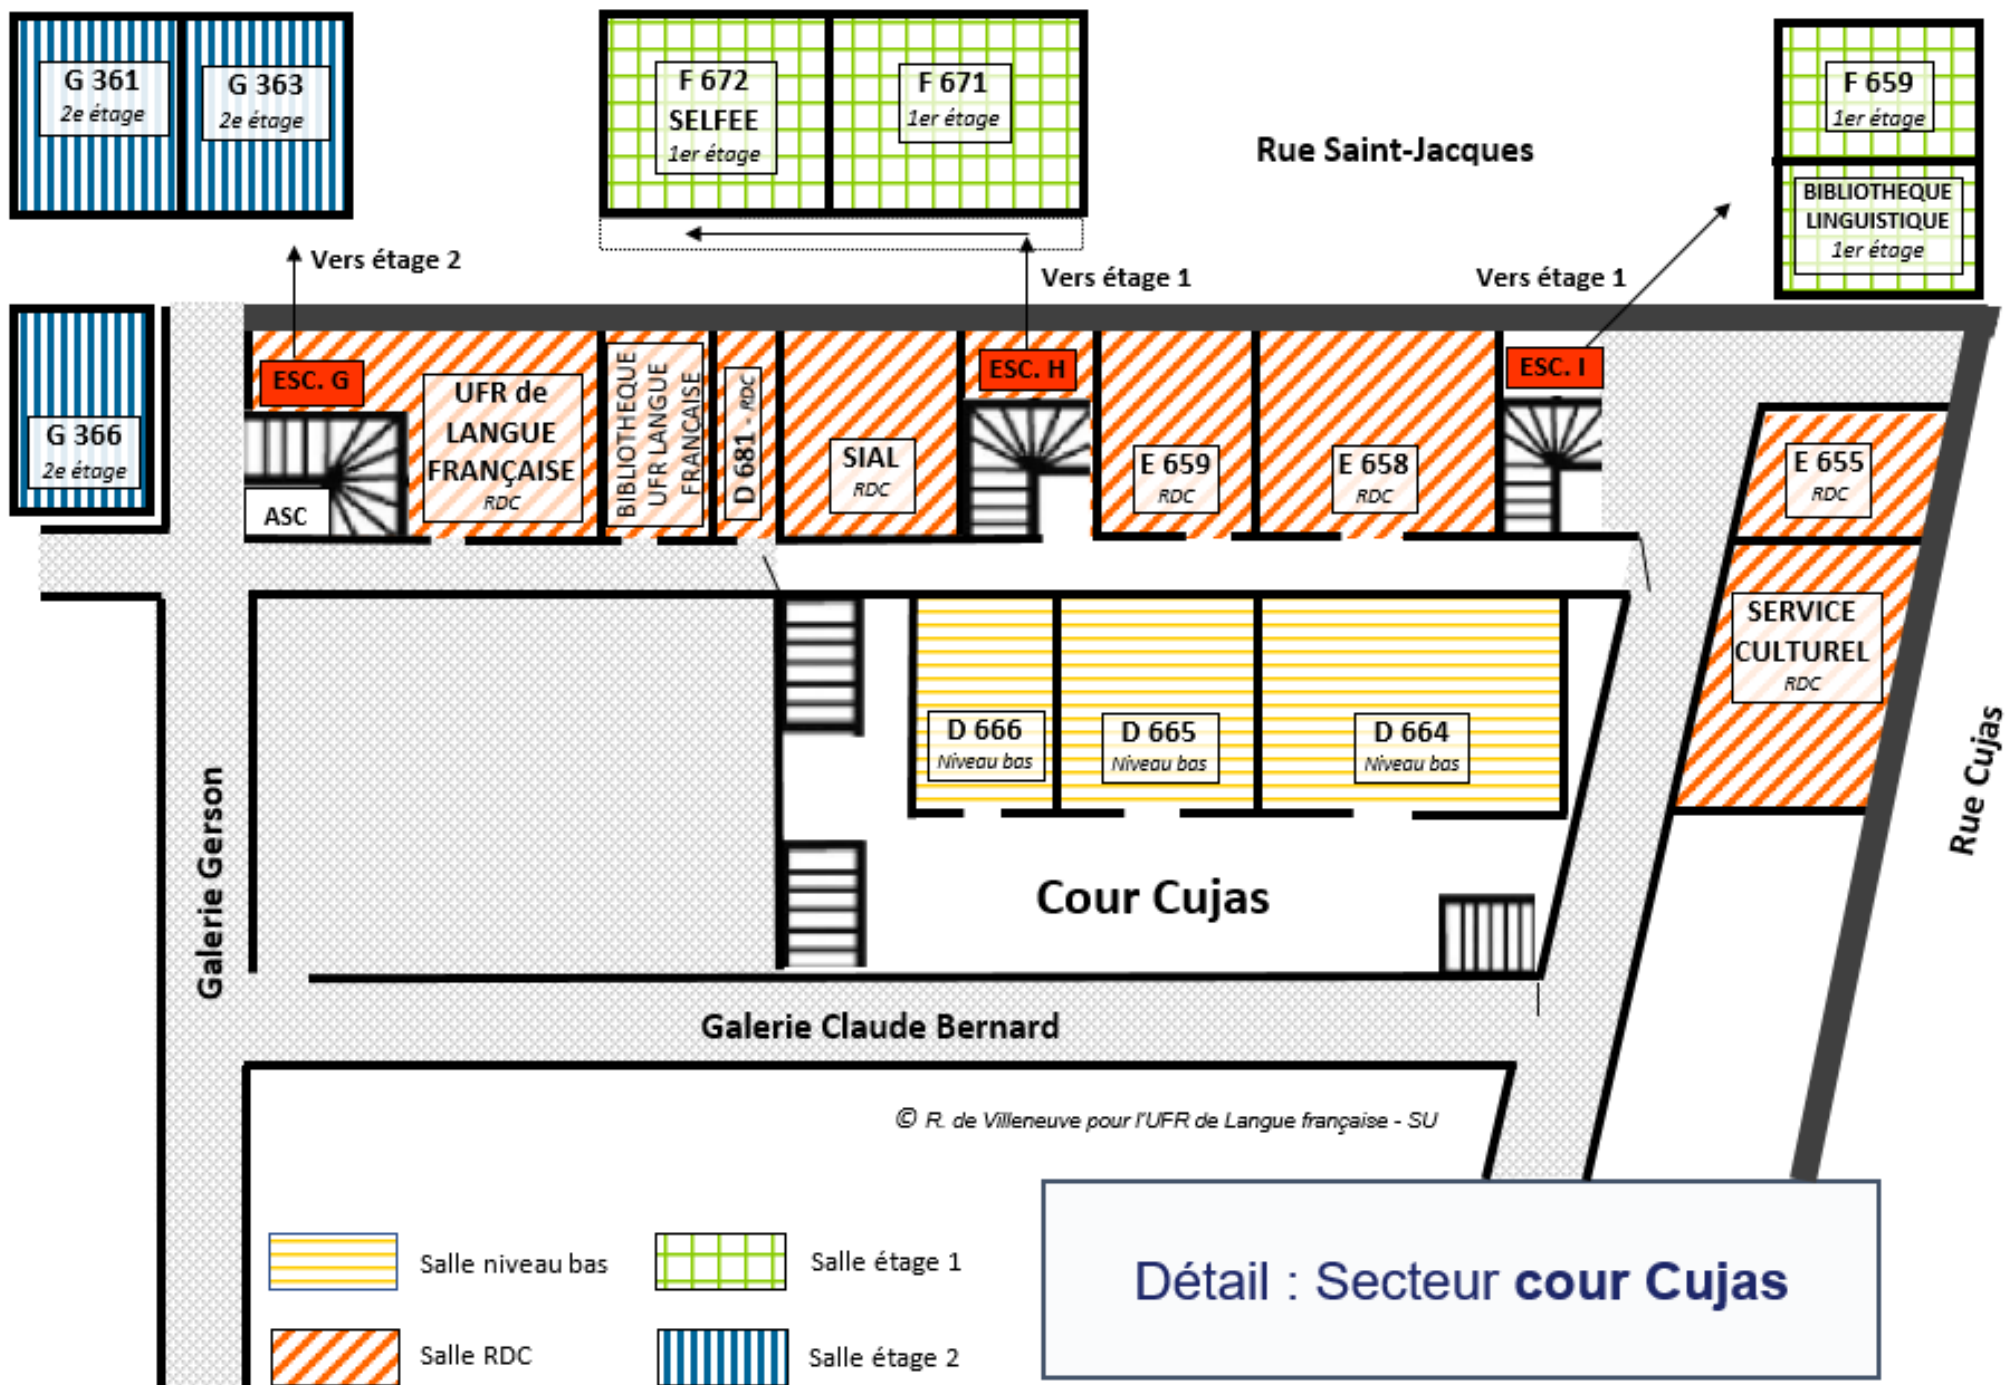 G 361
2e étage
G 363
2e étage
F 672
SELFEE
1er étage
F 671
1er étage
Rue Saint-Jacques
F 659
1er étage
BIBLIOTHEQUE
LINGUISTIQUE
1er étage
Vers étage 2
Vers étage 1
Vers étage 1
G 366
2e étage
ESC. G
ASC
UFR de
LANGUE
FRANÇAISE
RDC
BIBLIOTHEQUE
UFR LANGUE
FRANCAISE
D 681 - RDC
SIAL
RDC
ESC. H
E 659
RDC
E 658
RDC
ESC. I
E 655
RDC
SERVICE
CULTUREL
RDC
D 666
Niveau bas
D 665
Niveau bas
D 664
Niveau bas
Rue Cujas
Galerie Gerson
Cour Cujas
Galerie Claude Bernard
© R. de Villeneuve pour l'UFR de Langue française - SU
Salle niveau bas
Salle étage 1
Salle RDC
Salle étage 2
Détail : Secteur cour Cujas